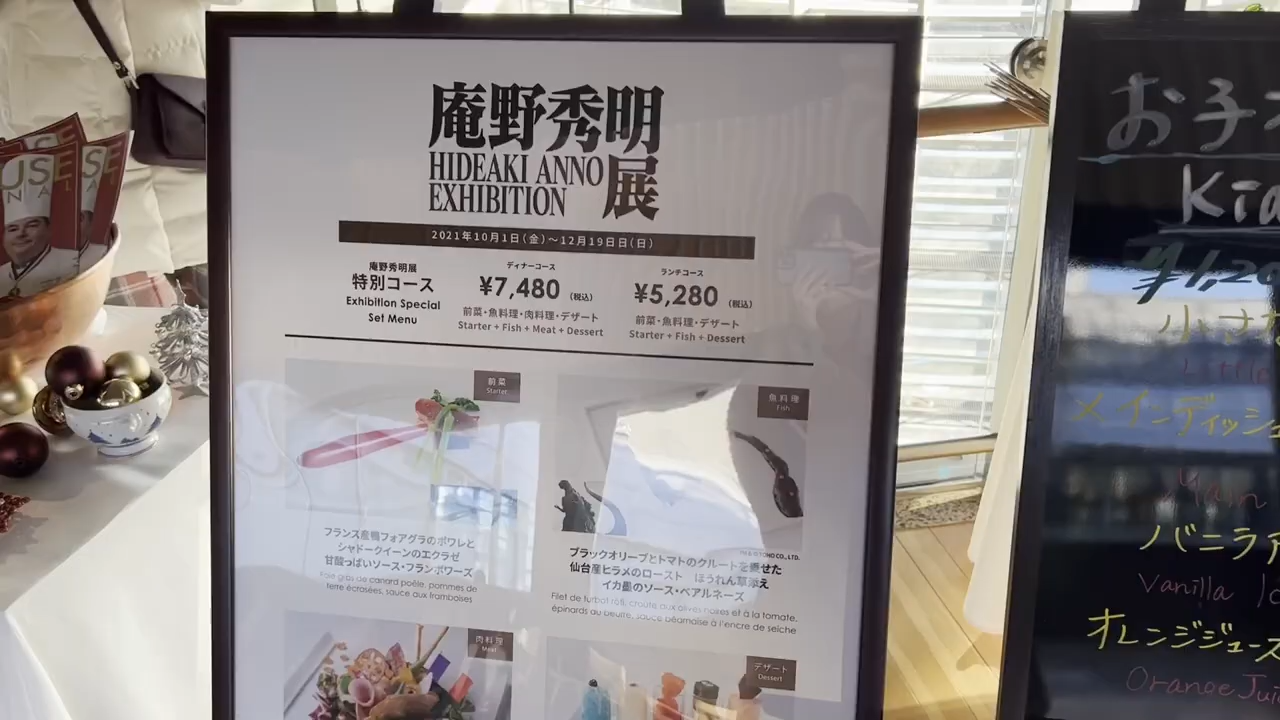 庵野秀明
HIDEAKI ANNO
EXHIBITION
展
2021年10月1日(金)〜12月19日日(日)
庵野秀明展
特別コース
Exhibition Special
Set Menu
ディナーコース
¥7,480 (税込)
前菜・魚料理・肉料理・デザート
Starter + Fish + Meat + Dessert
ランチコース
¥5,280 (税込)
前菜・魚料理・デザート
Starter + Fish + Dessert
前菜
Starter
フランス産鴨フォアグラのポワレと
シャドークイーンのエクラゼ
甘酸っぱいソース・フランボワーズ
Foie gras de canard poêle, pommes de
terre écrasées, sauce aux framboises
魚料理
Fish
CO., LTD.
ブラックオリーブとトマトのクルートを乗せた
仙台産ヒラメのロースト ほうれん草添え
イカ墨のソース・ベアルネーズ
Filet de turbot rôti, croute aux olives noires et à la tomate,
épinards au beurre, sauce béarnaise à l'encre de seiche
肉料理
Meat
デザート
Dessert
お子
Kid
¥1,20
小さな
Little
メインディッシュ
Main
バニラア
Vanilla Ic
オレンジジュース
Orange Jui
USE